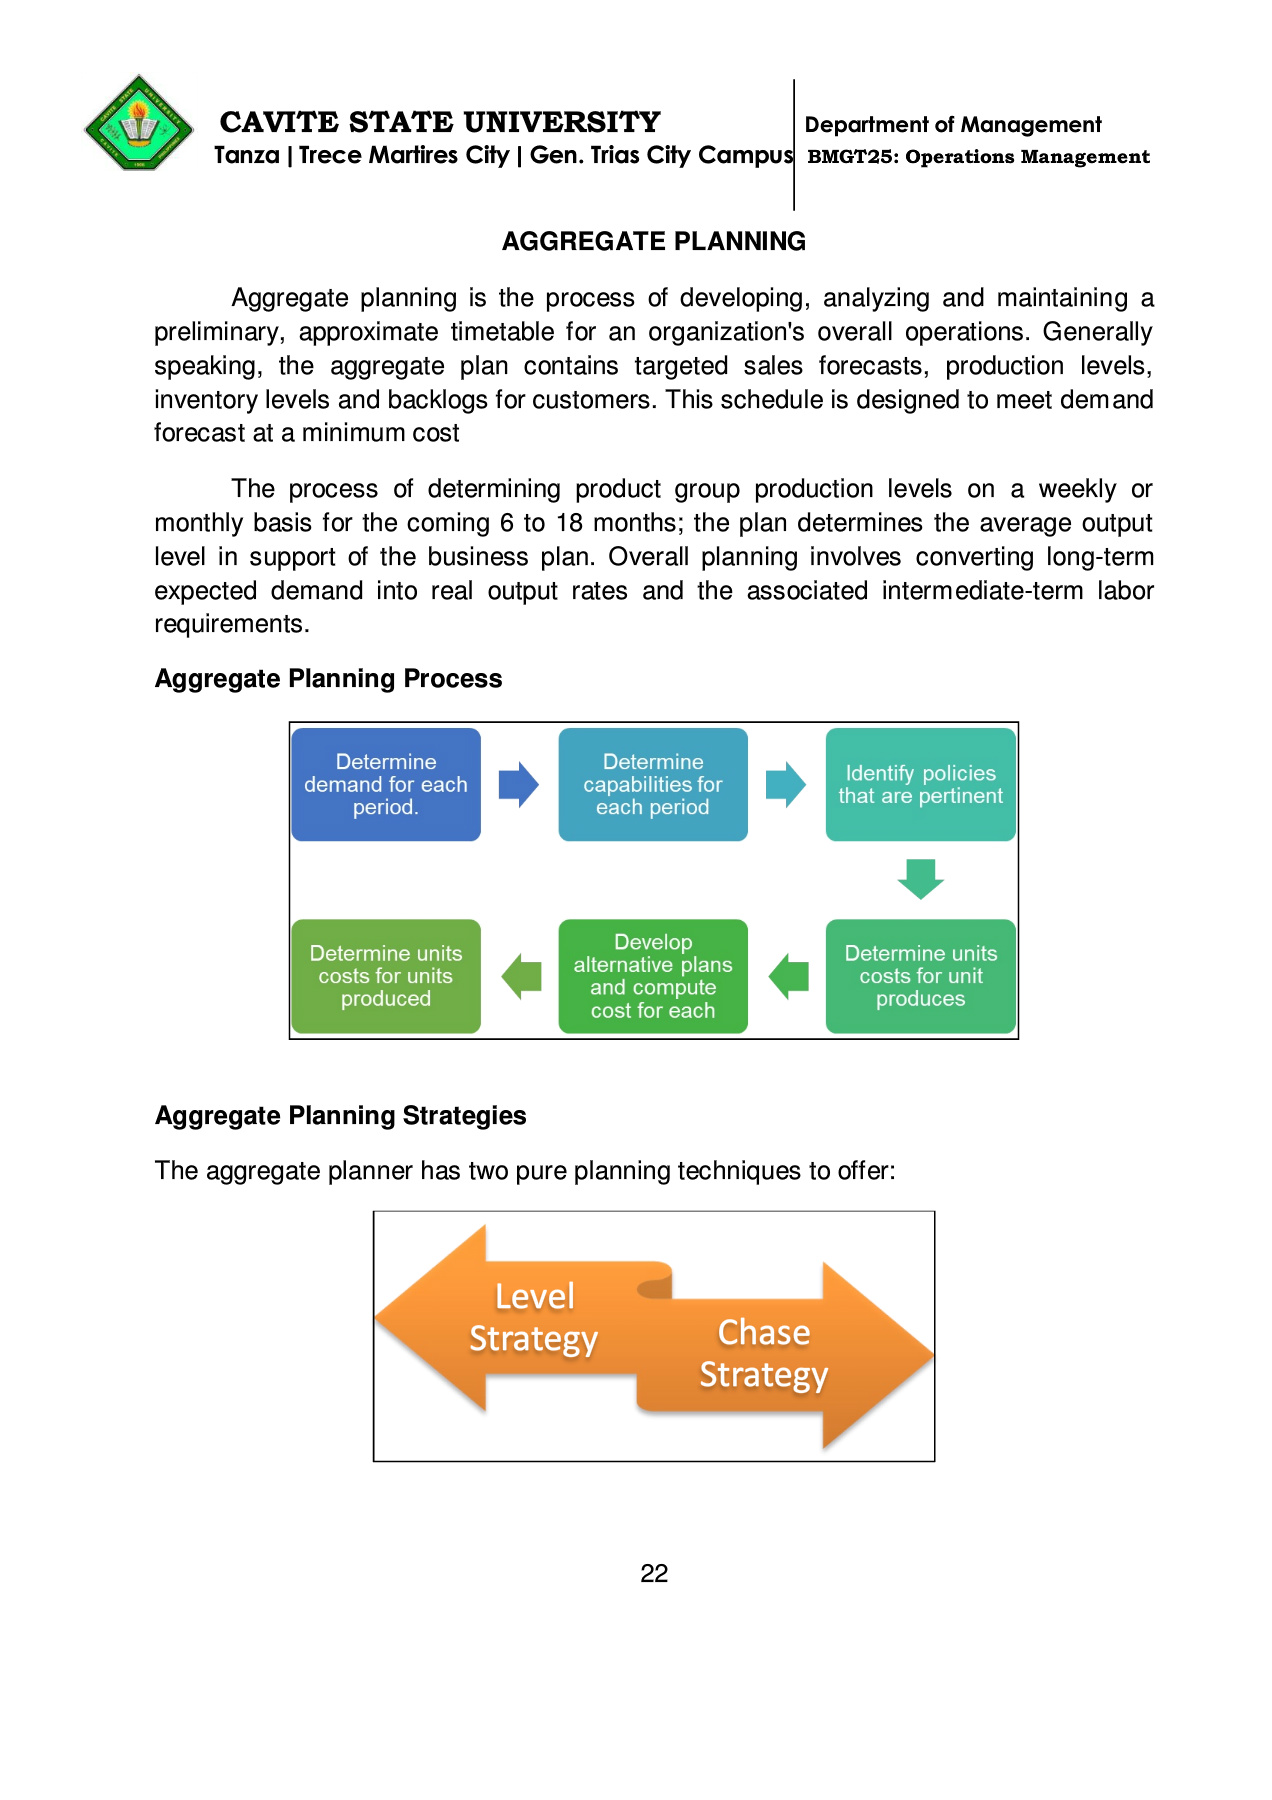 CAVITE STATE UNIVERSITY
Tanza | Trece Martires City | Gen. Trias City Campus
Department of Management
BMGT25: Operations Management
AGGREGATE PLANNING
Aggregate planning is the process of developing, analyzing and maintaining a
preliminary, approximate timetable for an organization's overall operations. Generally
speaking, the aggregate plan contains targeted sales forecasts, production levels,
inventory levels and backlogs for customers. This schedule is designed to meet demand
forecast at a minimum cost
The process of determining product group production levels on a weekly or
monthly basis for the coming 6 to 18 months; the plan determines the average output
level in support of the business plan. Overall planning involves converting long-term
expected demand into real output rates and the associated intermediate-term labor
requirements.
Aggregate Planning Process
Determine
demand for each
period.
Determine
capabilities for
each period
Identify policies
that are pertinent
Determine units
costs for unit
produces
Develop
alternative plans
and compute
cost for each
Determine units
costs for units
produced
Aggregate Planning Strategies
The aggregate planner has two pure planning techniques to offer:
Level
Strategy
Chase
Strategy
22